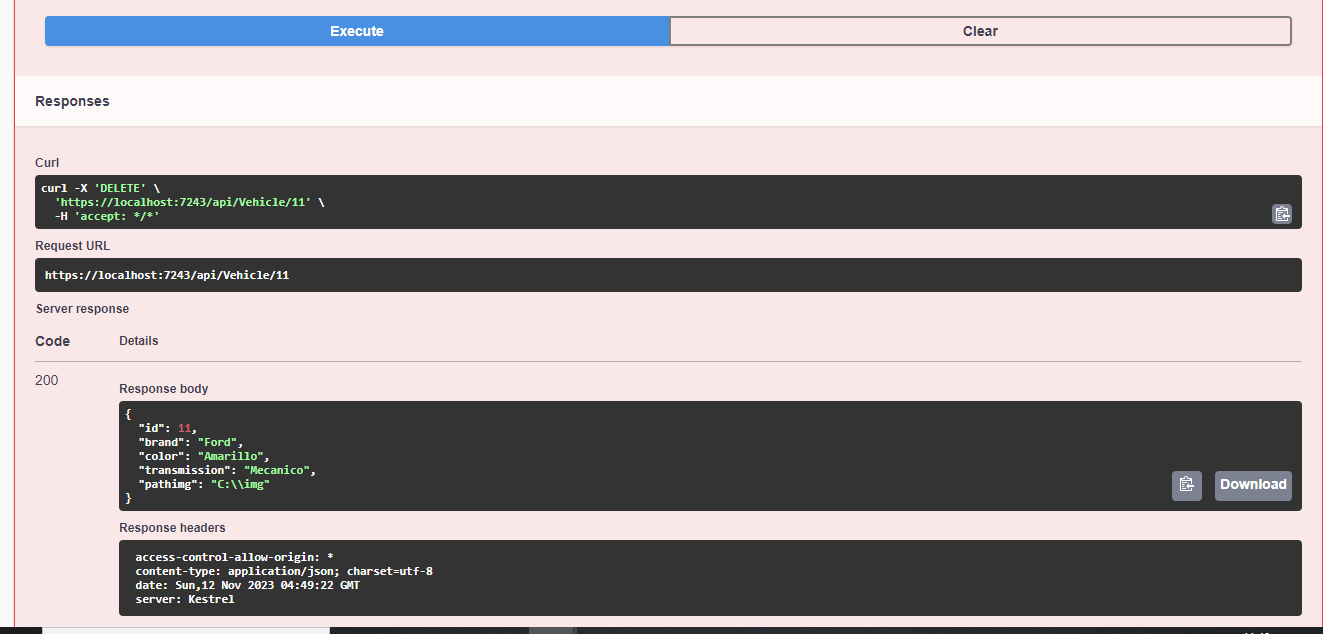 Execute
Clear
Responses
Curl
curl -X 'DELETE' \
  'https://localhost:7243/api/Vehicle/11' \
  -H 'accept: */*'
Request URL
https://localhost:7243/api/Vehicle/11
Server response
Code Details
200
Response body
{
  "id": 11,
  "brand": "Ford",
  "color": "Amarillo",
  "transmission": "Mecanico",
  "pathimg": "C:\\img"
}
Download
Response headers
access-control-allow-origin: *
content-type: application/json; charset=utf-8
date: Sun,12 Nov 2023 04:49:22 GMT
server: Kestrel